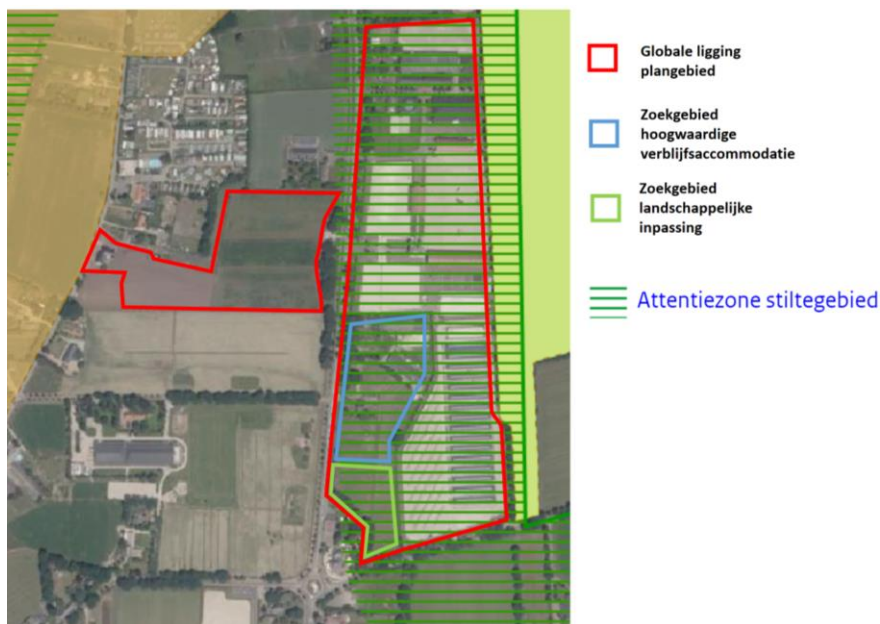 Globale ligging
plangebied
Zoekgebied
hoogwaardige
verblijfsaccommodatie
Zoekgebied
landschappelijke
inpassing
Attentiezone stiltegebied